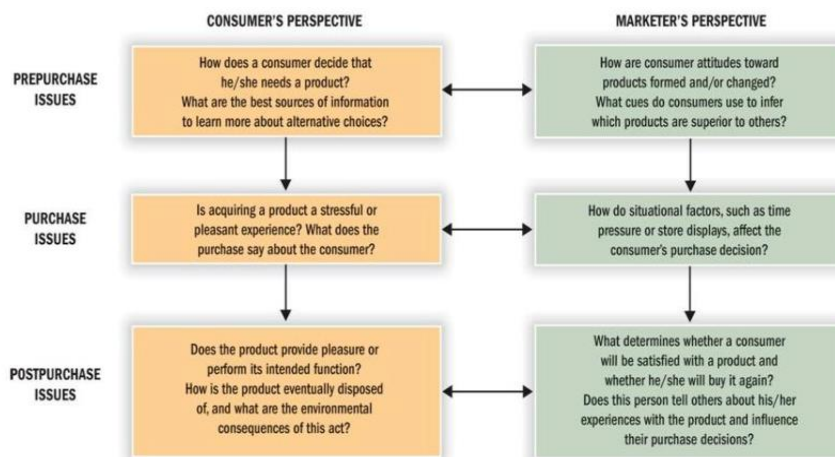 CONSUMER'S PERSPECTIVE
MARKETER'S PERSPECTIVE
PREPURCHASE
ISSUES
How does a consumer decide that
he/she needs a product?
What are the best sources of information
to learn more about alternative choices?
How are consumer attitudes toward
products formed and/or changed?
What cues do consumers use to infer
which products are superior to others?
PURCHASE
ISSUES
Is acquiring a product a stressful or
pleasant experience? What does the
purchase say about the consumer?
How do situational factors, such as time
pressure or store displays, affect the
consumer's purchase decision?
POSTPURCHASE
ISSUES
Does the product provide pleasure or
perform its intended function?
How is the product eventually disposed
of, and what are the environmental
consequences of this act?
What determines whether a consumer
will be satisfied with a product and
whether he/she will buy it again?
Does this person tell others about his/her
experiences with the product and influence
their purchase decisions?